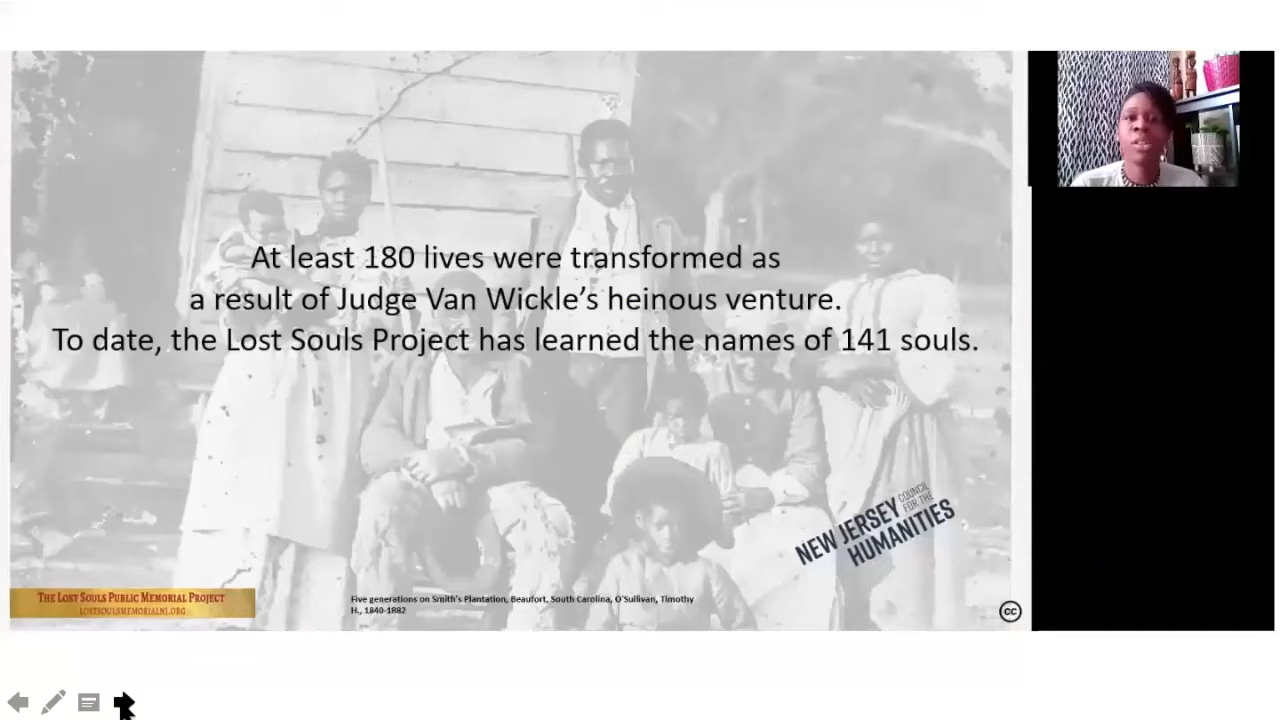 At least 180 lives were transformed as
a result of Judge Van Wickle’s heinous venture.
To date, the Lost Souls Project has learned the names of 141 souls.
NEW JERSEY COUNCIL
FOR THE
HUMANITIES
THE LOST SOULS PUBLIC MEMORIAL PROJECT
LOSTSOULSMEMORIALNJ.ORG
Five generations on Smith's Plantation, Beaufort, South Carolina, O'Sullivan, Timothy
H., 1840-1882
cc